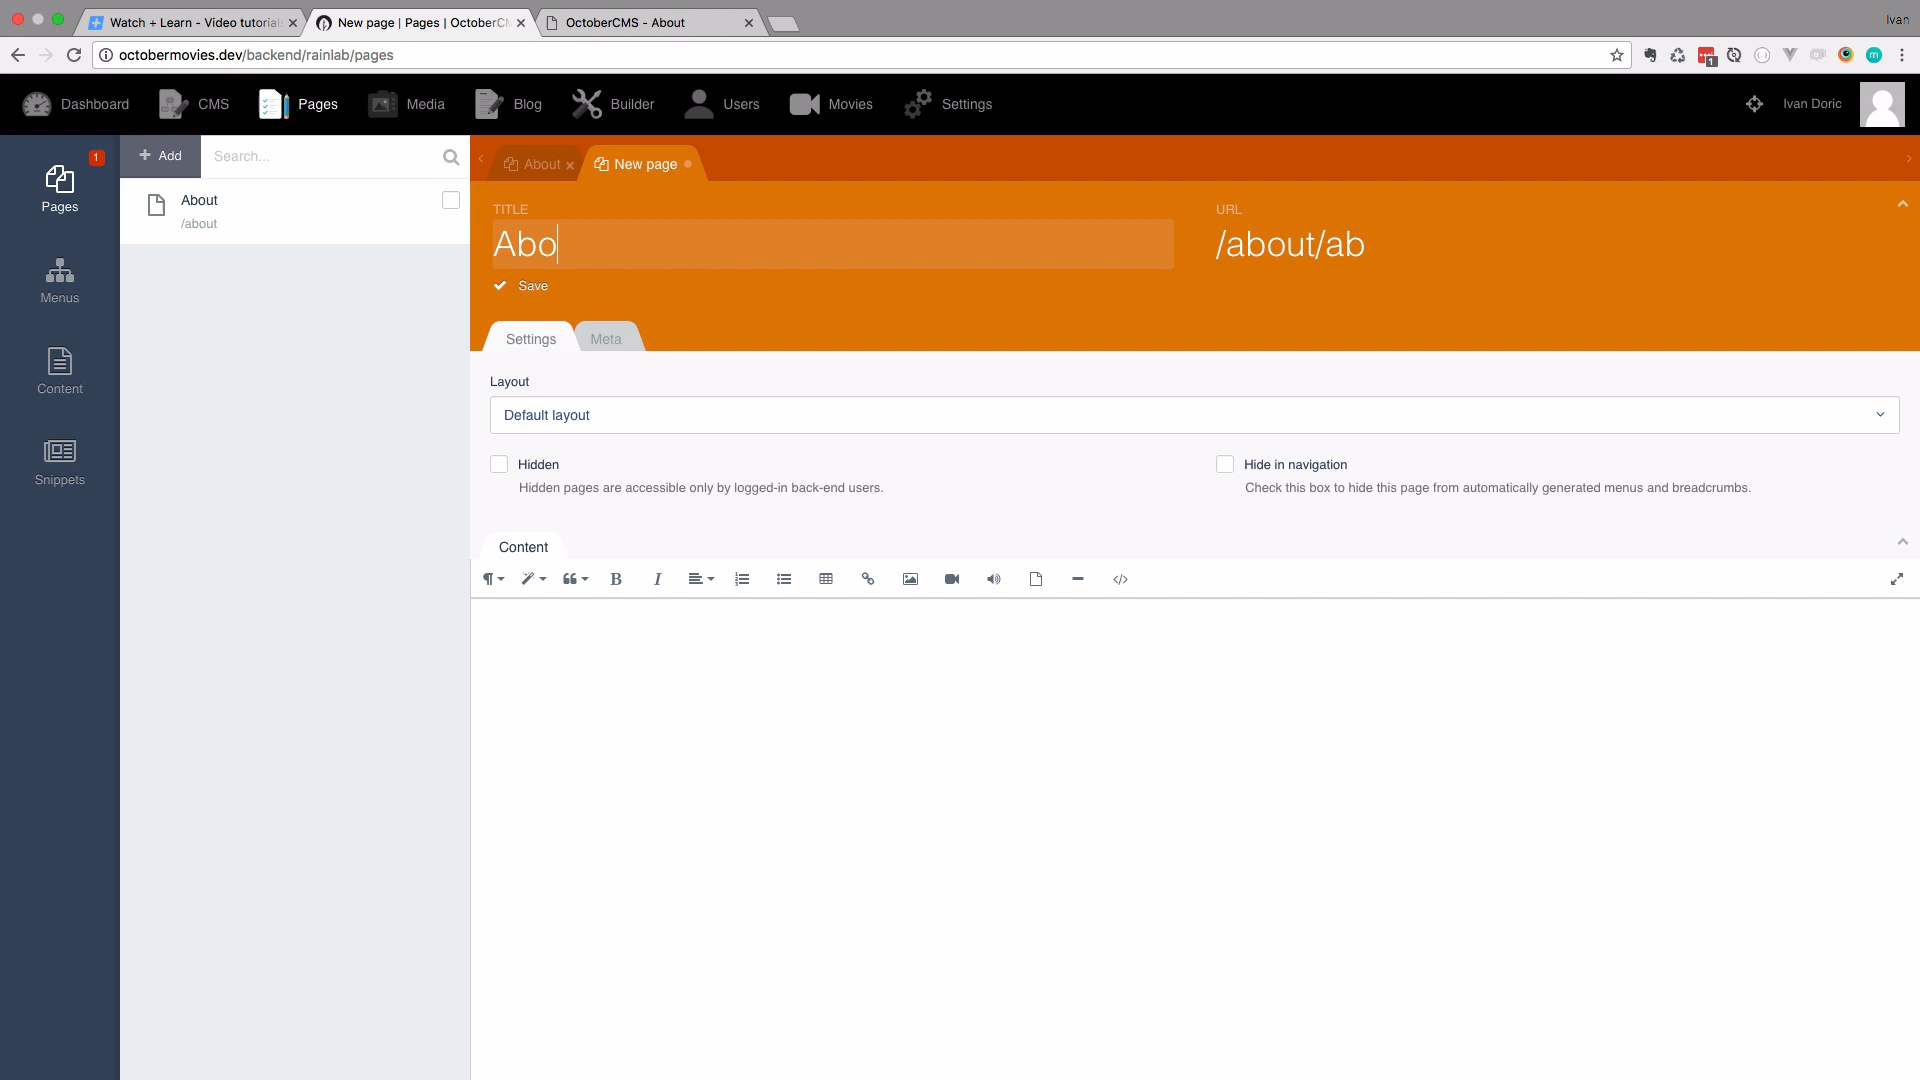 Watch + Learn - Video tutorials
New page | Pages | OctoberCM
OctoberCMS - About
Ivan
octobermovies.dev/backend/rainlab/pages
1
Dashboard
CMS
Pages
Media
Blog
Builder
Users
Movies
Settings
Ivan Doric
1
Pages
Menus
Content
Snippets
Add
Search...
About
/about
About
New page
TITLE
Abo
URL
/about/ab
Save
Settings
Meta
Layout
Default layout
Hidden
Hidden pages are accessible only by logged-in back-end users.
Hide in navigation
Check this box to hide this page from automatically generated menus and breadcrumbs.
Content